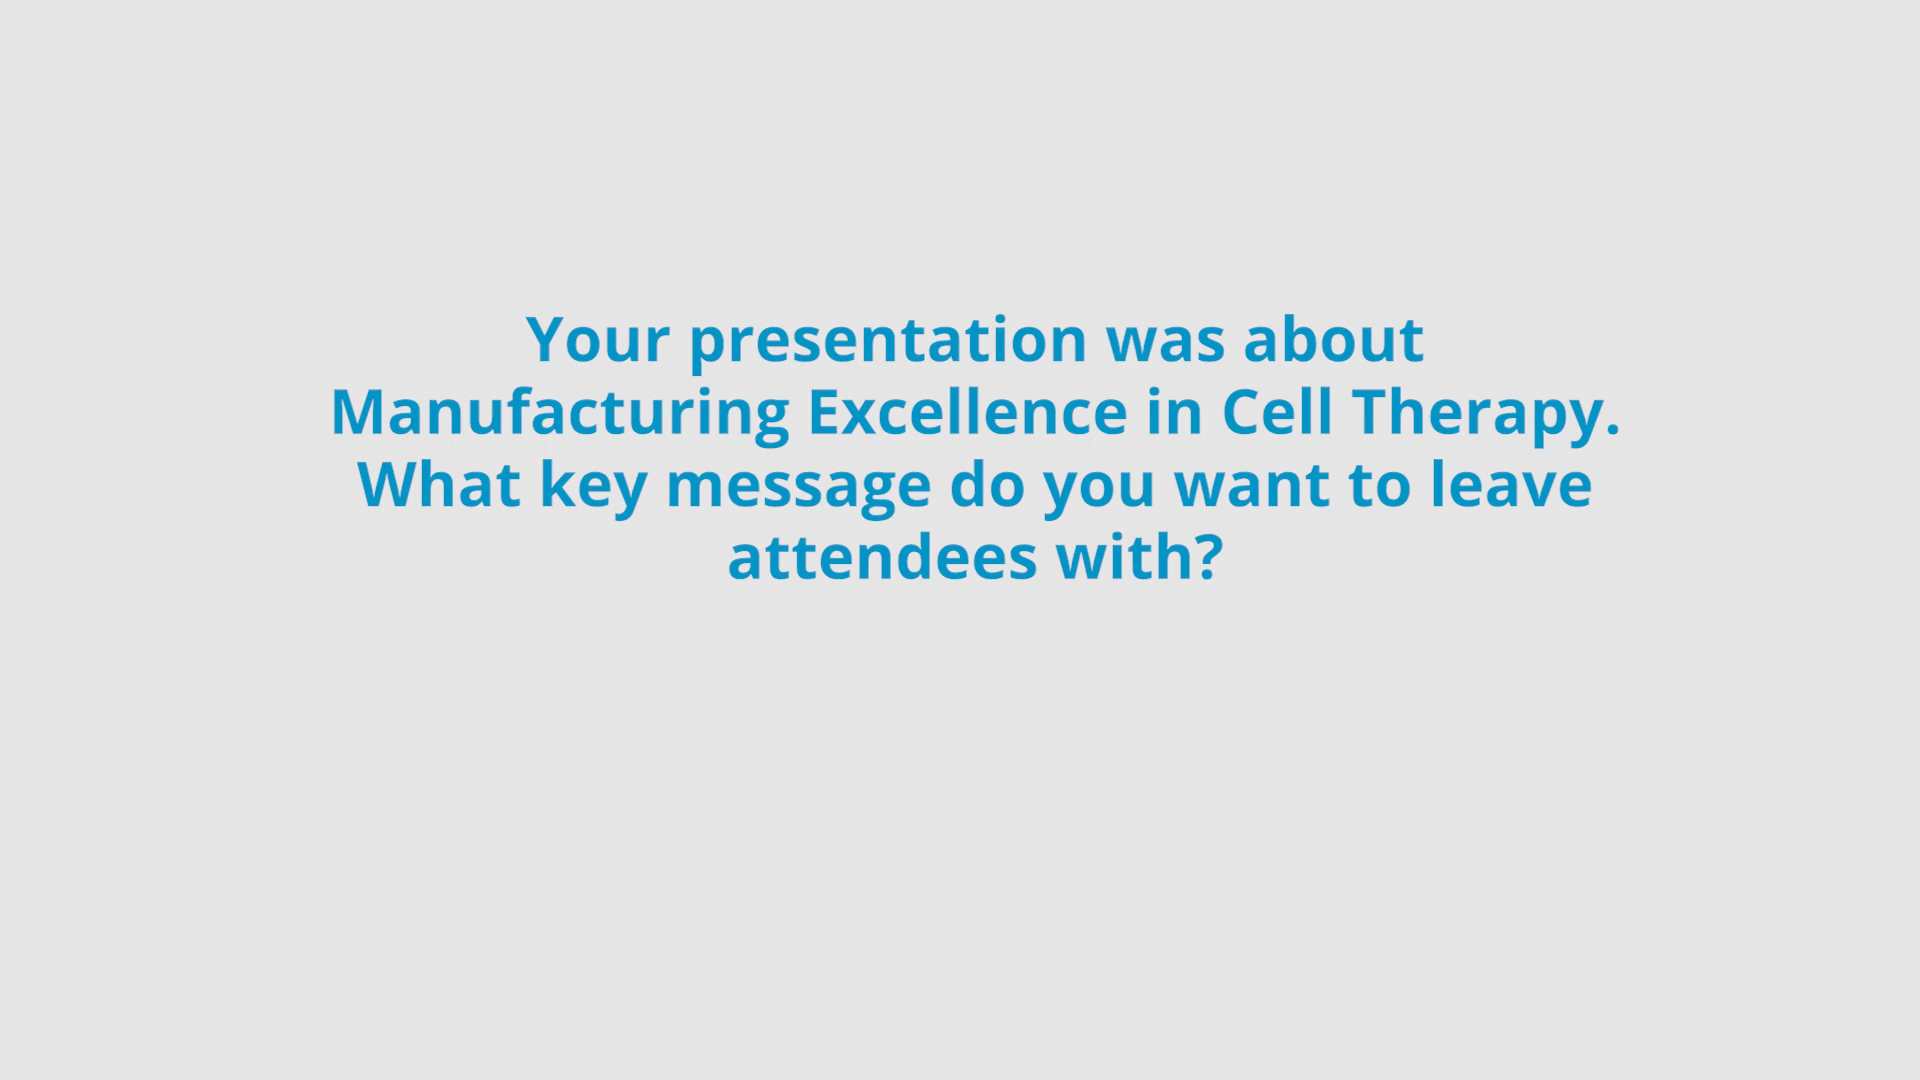 Your presentation was about
Manufacturing Excellence in Cell Therapy.
What key message do you want to leave
attendees with?